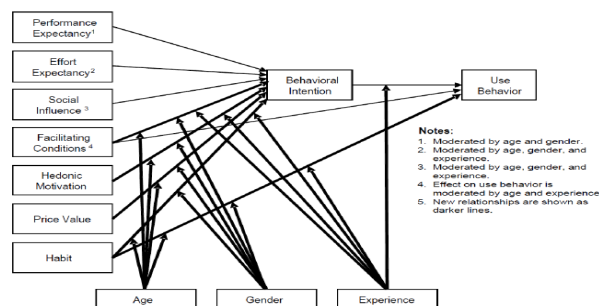 Performance
Expectancy¹
Effort
Expectancy²
Social
Influence ³
Facilitating
Conditions ⁴
Hedonic
Motivation
Price Value
Habit
Behavioral
Intention
Use
Behavior
Notes:
1. Moderated by age and gender.
2. Moderated by age, gender, and
experience.
3. Moderated by age, gender, and
experience.
4. Effect on use behavior is
moderated by age and experience
5. New relationships are shown as
darker lines.
Age
Gender
Experience